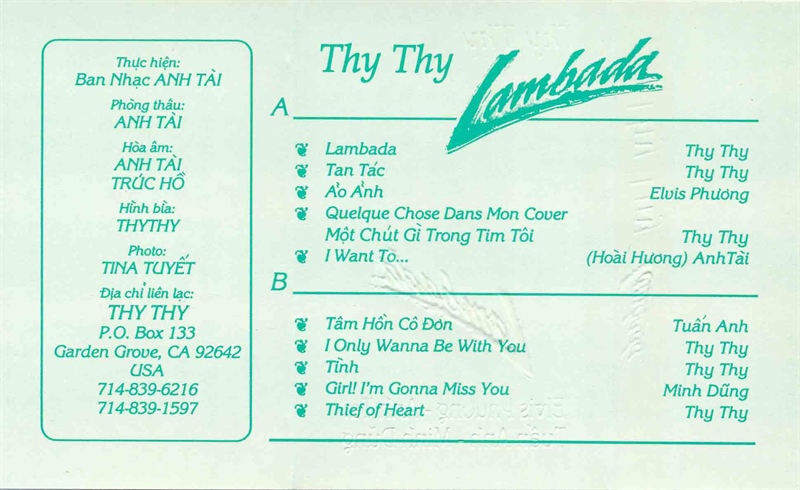 Thực hiện:
Ban Nhạc ANH TÀI
Phòng thâu:
ANH TÀI
Hòa âm:
ANH TÀI
TRÚC HỒ
Hình bìa:
THYTHY
Photo:
TINA TUYẾT
Địa chỉ liên lạc:
THY THY
P.O. Box 133
Garden Grove, CA 92642
USA
714-839-6216
714-839-1597
Thy Thy
Lambada
A
Lambada Thy Thy
Tan Tác Thy Thy
Ảo Ảnh Elvis Phương
Quelque Chose Dans Mon Cover
Một Chút Gì Trong Tim Tôi Thy Thy
I Want To... (Hoài Hương) AnhTài
B
Tâm Hồn Cô Đơn Tuấn Anh
I Only Wanna Be With You Thy Thy
Tình Thy Thy
Girl! I'm Gonna Miss You Minh Dũng
Thief of Heart Thy Thy